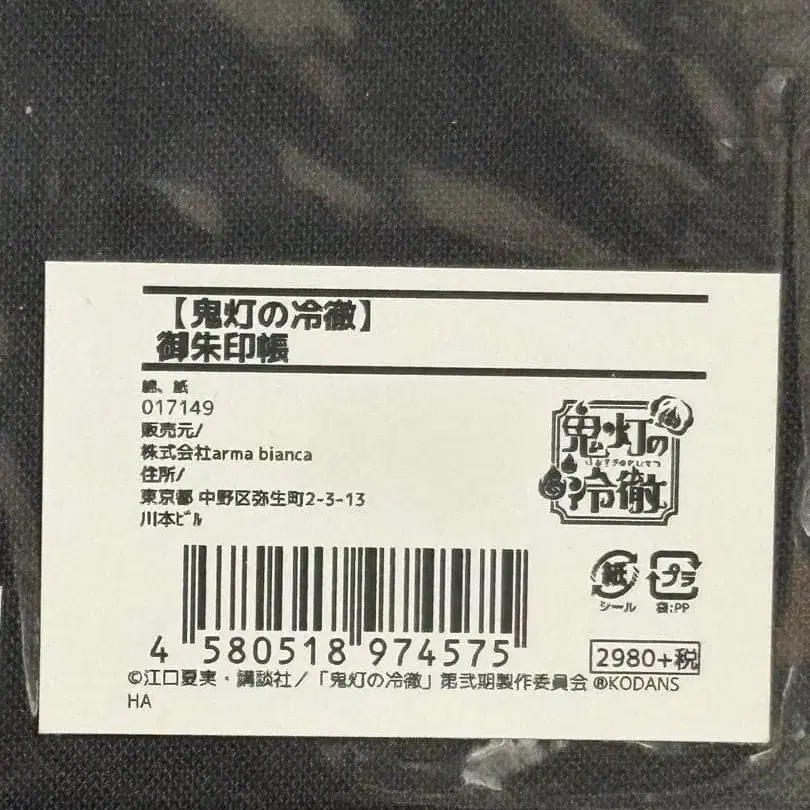 【鬼灯の冷徹】
御朱印帳
綿、紙
017149
販売元/
株式会社arma bianca
住所/
東京都 中野区弥生町2-3-13
川本ビル
鬼灯の
冷徹
紙
シール
プラ
袋:PP
4 580518 974575
2980+税
©江口夏実・講談社/「鬼灯の冷徹」第弐期製作委員会 ®KODANS
HA